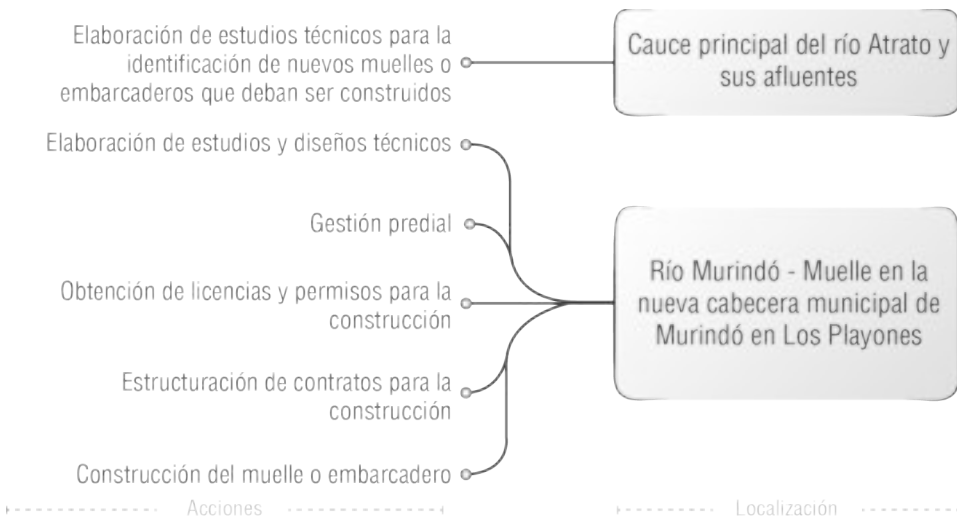 Elaboración de estudios técnicos para la
identificación de nuevos muelles o
embarcaderos que deban ser construidos
Cauce principal del río Atrato y
sus afluentes
Elaboración de estudios y diseños técnicos
Gestión predial
Obtención de licencias y permisos para la
construcción
Estructuración de contratos para la
construcción
Construcción del muelle o embarcadero
Río Murindó - Muelle en la
nueva cabecera municipal de
Murindó en Los Playones
Acciones
Localización